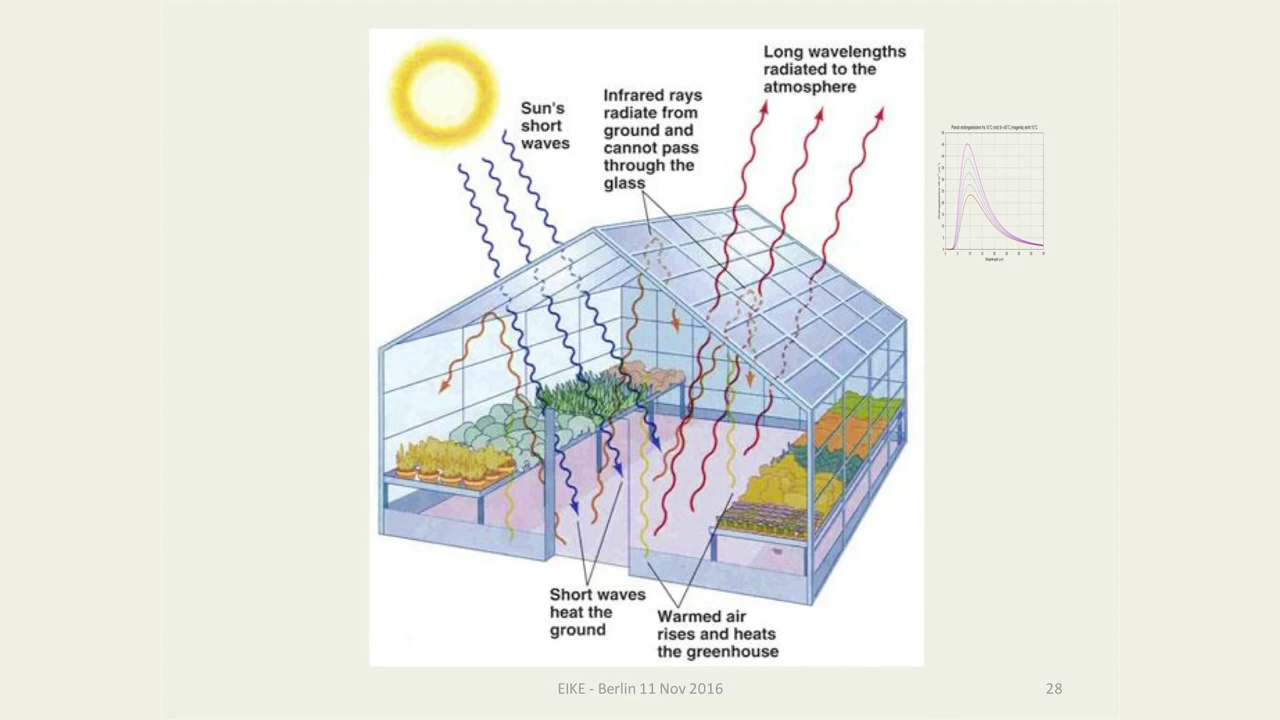 Long wavelengths
radiated to the
atmosphere
Infrared rays
radiate from
ground and
cannot pass
through the
glass
Sun's
short
waves
Short waves
heat the
ground
Warmed air
rises and heats
the greenhouse
EIKE - Berlin 11 Nov 2016
28